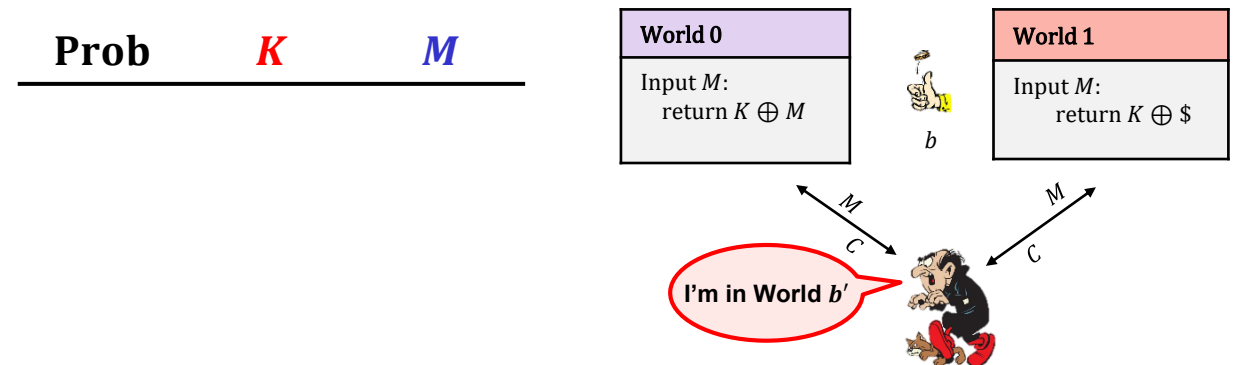 Prob K M
World 0
Input M:
return K ⊕ M
b
World 1
Input M:
return K ⊕ $
M
C
M
C
I'm in World b′